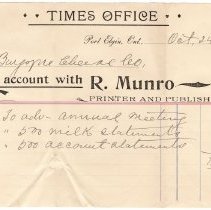 TIMES OFFICE
Port Elgin, Ont. Oct. 24
Burgoyne Cheese Co,
account with R. Munro
PRINTER AND PUBLISH
To adv- annual meeting
" 500 milk statements
" 500 account statements